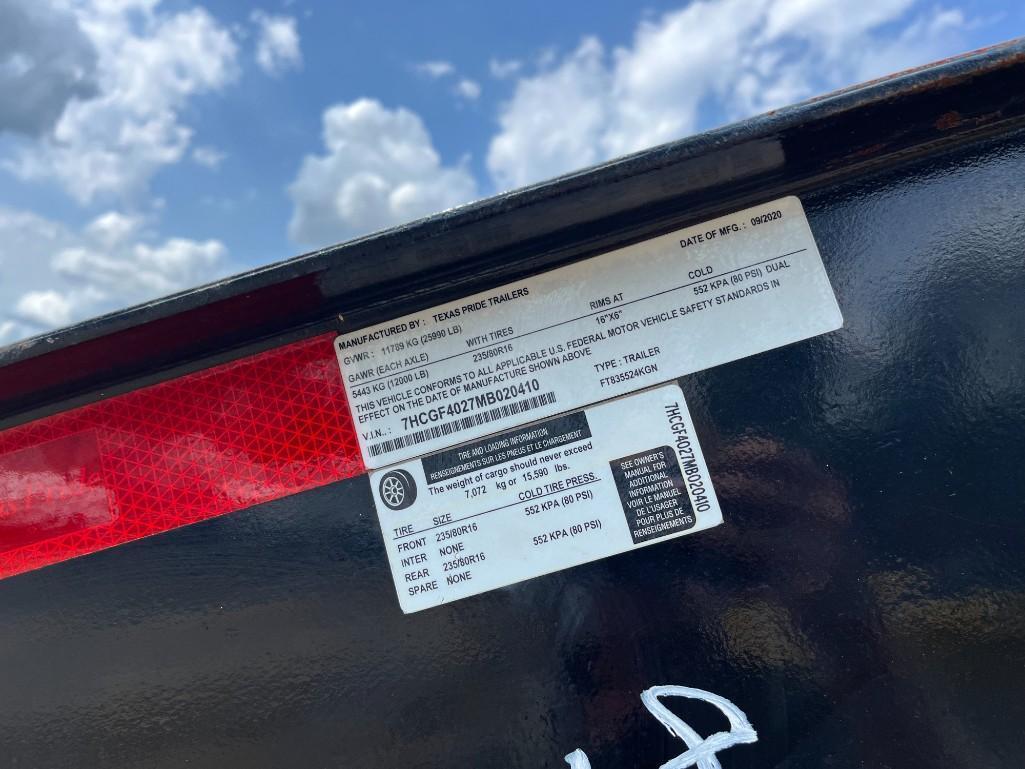 MANUFACTURED BY : TEXAS PRIDE TRAILERS DATE OF MFG. : 09/2020
GVWR : 11789 KG (25990 LB)
GAWR (EACH AXLE) WITH TIRES RIMS AT COLD
5443 KG (12000 LB) 235/80R16 16"X6" 552 KPA (80 PSI) DUAL
THIS VEHICLE CONFORMS TO ALL APPLICABLE U.S. FEDERAL MOTOR VEHICLE SAFETY STANDARDS IN
EFFECT ON THE DATE OF MANUFACTURE SHOWN ABOVE
V.I.N.. : 7HCGF4027MB020410 TYPE : TRAILER
FT835524KGN
TIRE AND LOADING INFORMATION
RENSEIGNEMENTS SUR LES PNEUS ET LE CHARGEMENT
The weight of cargo should never exceed
7,072 kg or 15,590 lbs.
TIRE SIZE COLD TIRE PRESS.
FRONT 235/80R16 552 KPA (80 PSI)
INTER NONE
REAR 235/80R16 552 KPA (80 PSI)
SPARE NONE
SEE OWNER'S
MANUAL FOR
ADDITIONAL
INFORMATION
VOIR LE MANUEL
DE L'USAGER
POUR PLUS DE
RENSEIGNEMENTS
7HCGF4027MB020410